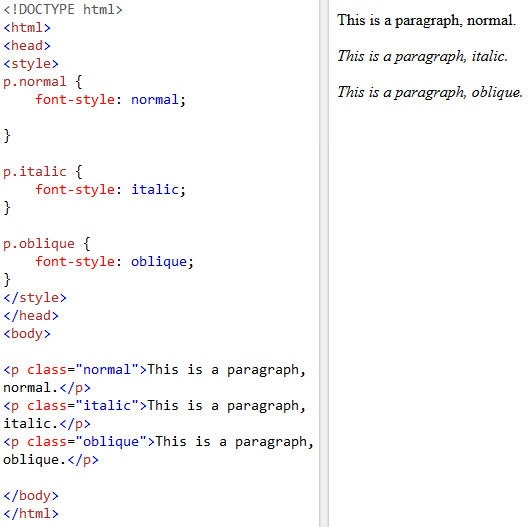 <!DOCTYPE html>
<html>
<head>
<style>
p.normal {
    font-style: normal;

}

p.italic {
    font-style: italic;
}

p.oblique {
    font-style: oblique;
}
</style>
</head>
<body>

<p class="normal">This is a paragraph,
normal.</p>
<p class="italic">This is a paragraph,
italic.</p>
<p class="oblique">This is a paragraph,
oblique.</p>

</body>
</html>
This is a paragraph, normal.
This is a paragraph, italic.
This is a paragraph, oblique.